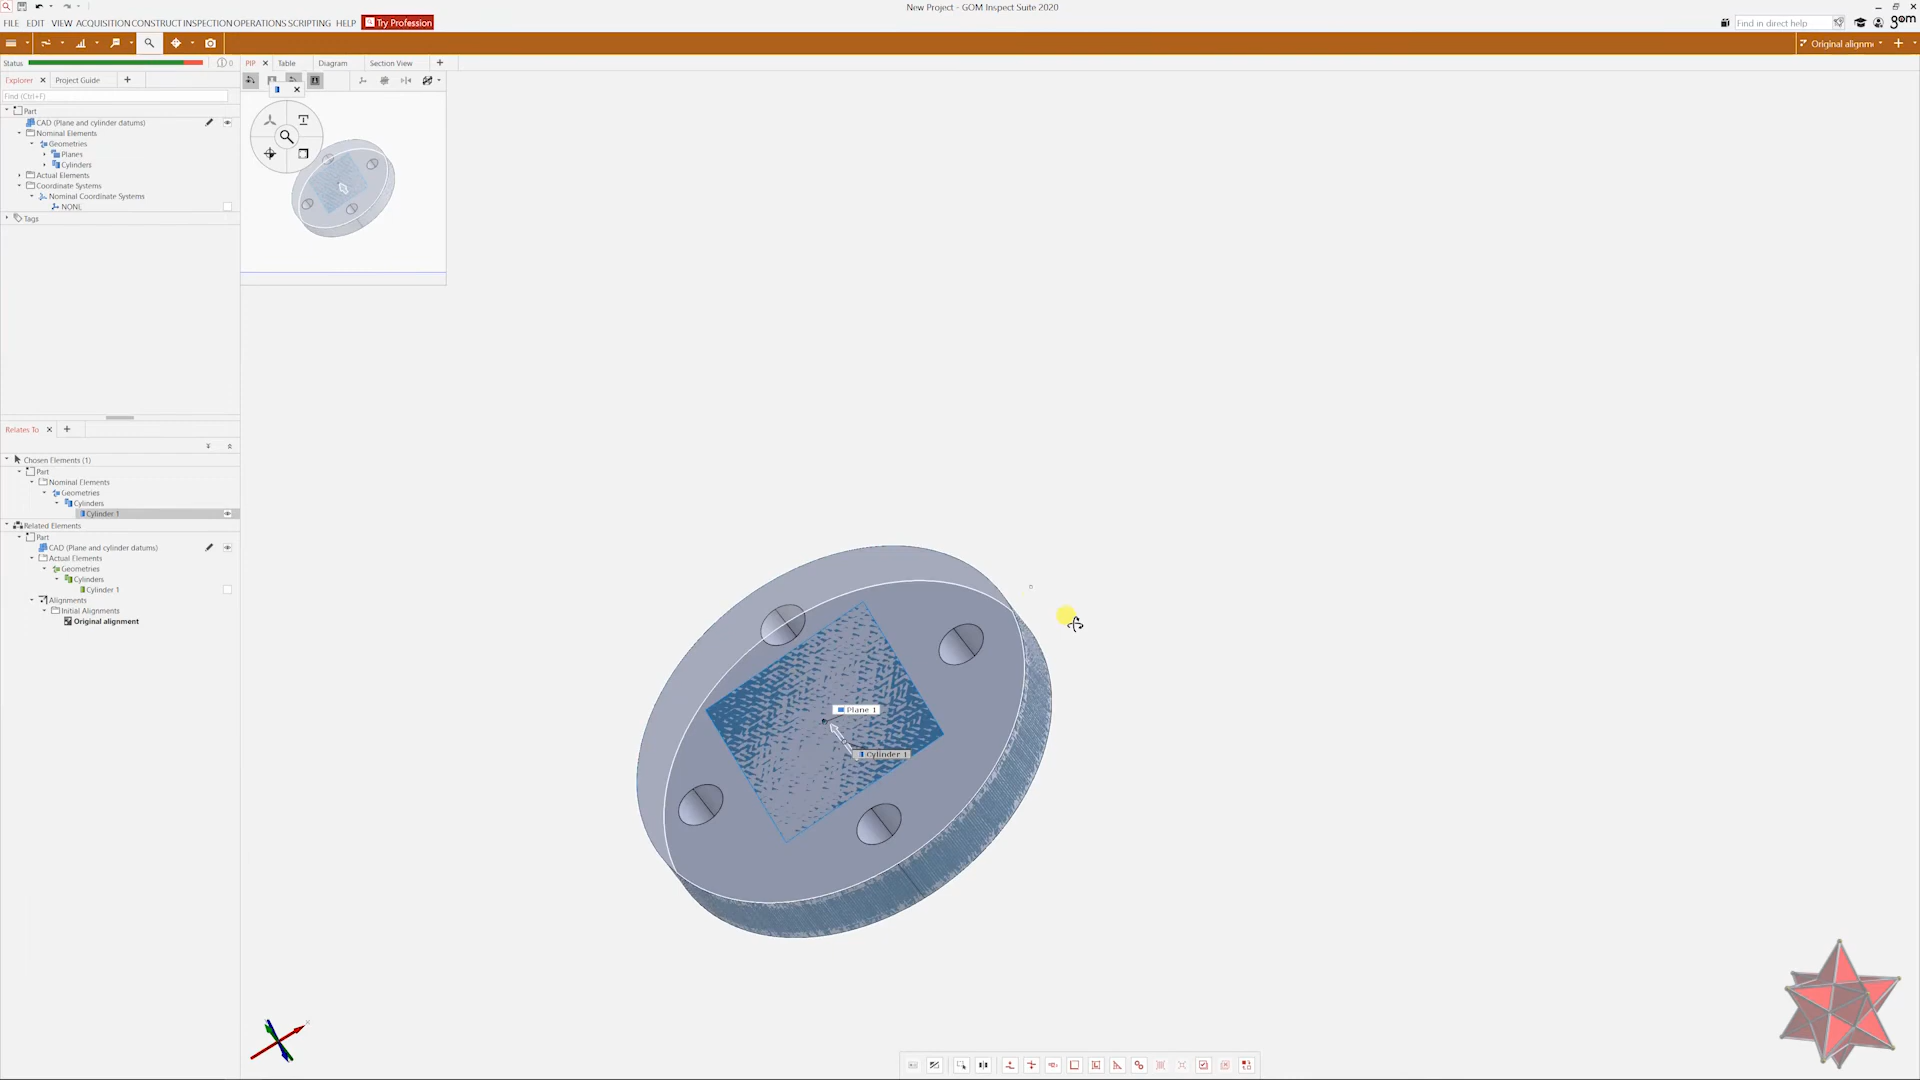 New Project - GOM Inspect Suite 2020
FILE EDIT VIEW ACQUISITION CONSTRUCT INSPECTION OPERATIONS SCRIPTING HELP Try Profession
Find in direct help
gom
Original alignm
Status
0
PIP Table Diagram Section View
Explorer Project Guide
Find (Ctrl+F)
Part
CAD (Plane and cylinder datums)
Nominal Elements
Geometries
Planes
Cylinders
Actual Elements
Coordinate Systems
Nominal Coordinate Systems
Tags
Relates To
Chosen Elements (1)
Part
Nominal Elements
Geometries
Cylinders
Cylinder 1
Related Elements
Part
CAD (Plane and cylinder datums)
Actual Elements
Geometries
Cylinders
Cylinder 1
Alignments
Initial Alignments
Original alignment
Plane 1
Cylinder 1